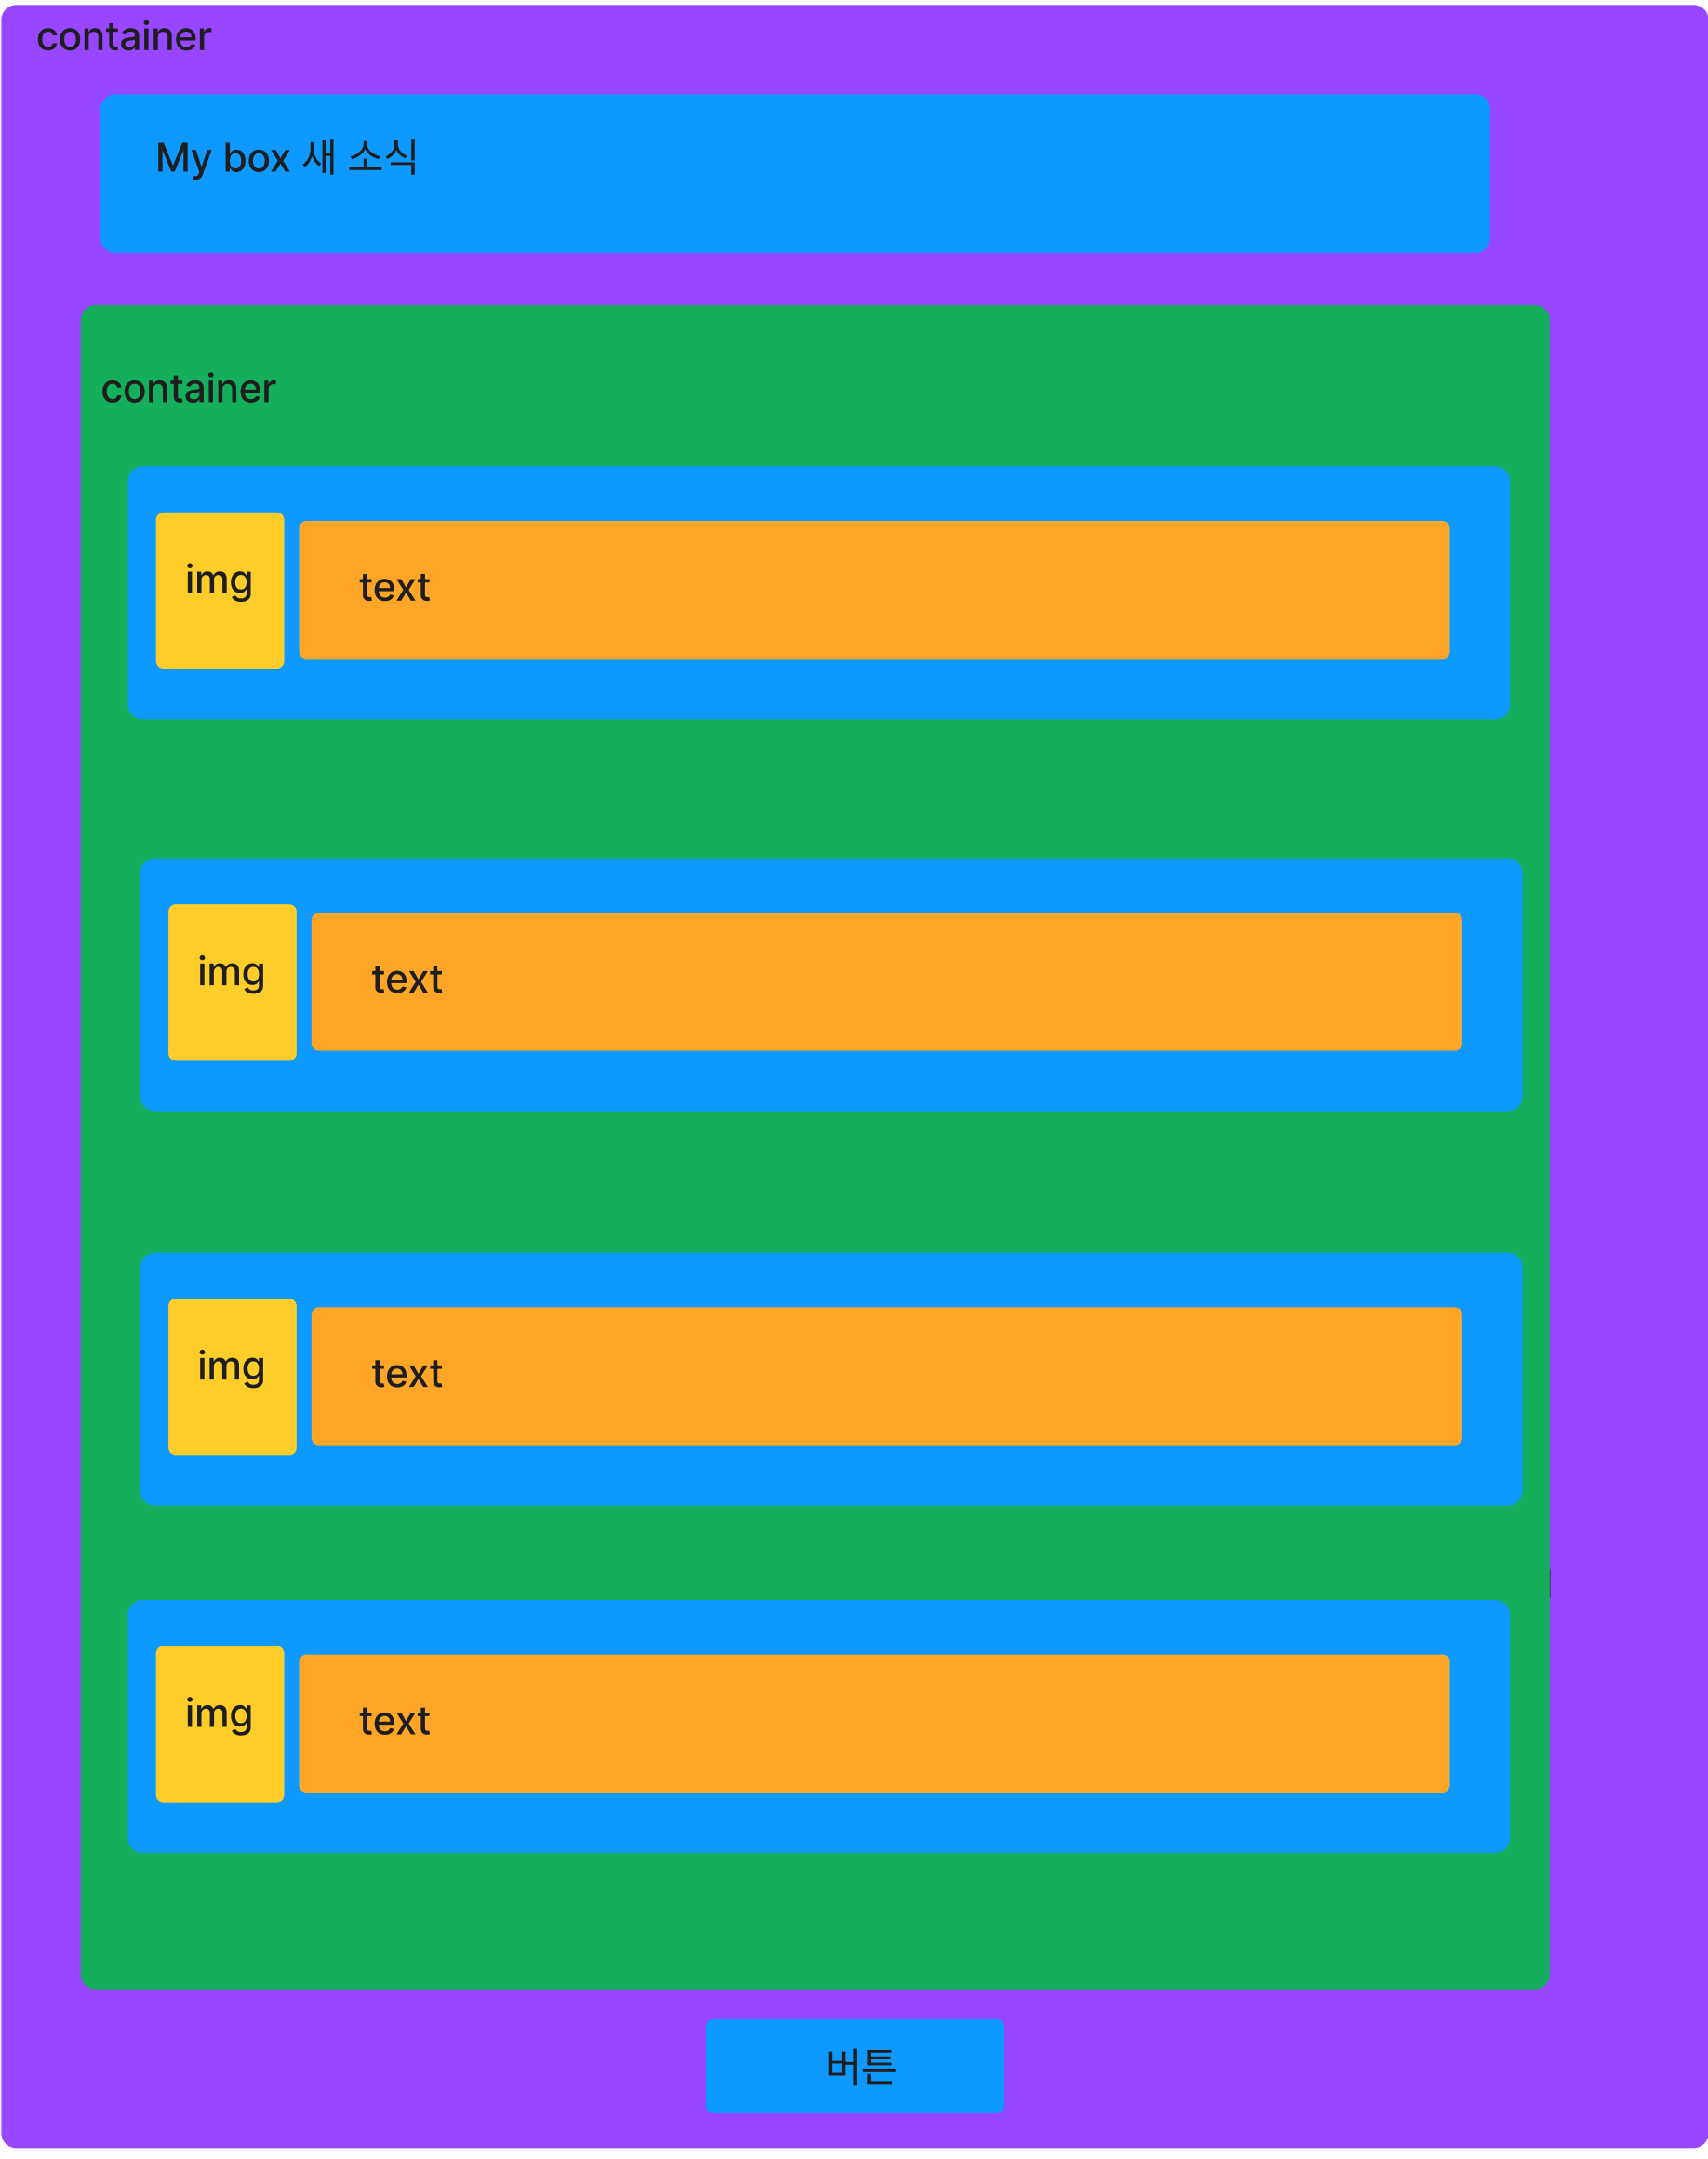 container
My box 새 소식
container
img
text
img
text
img
text
img
text
버튼